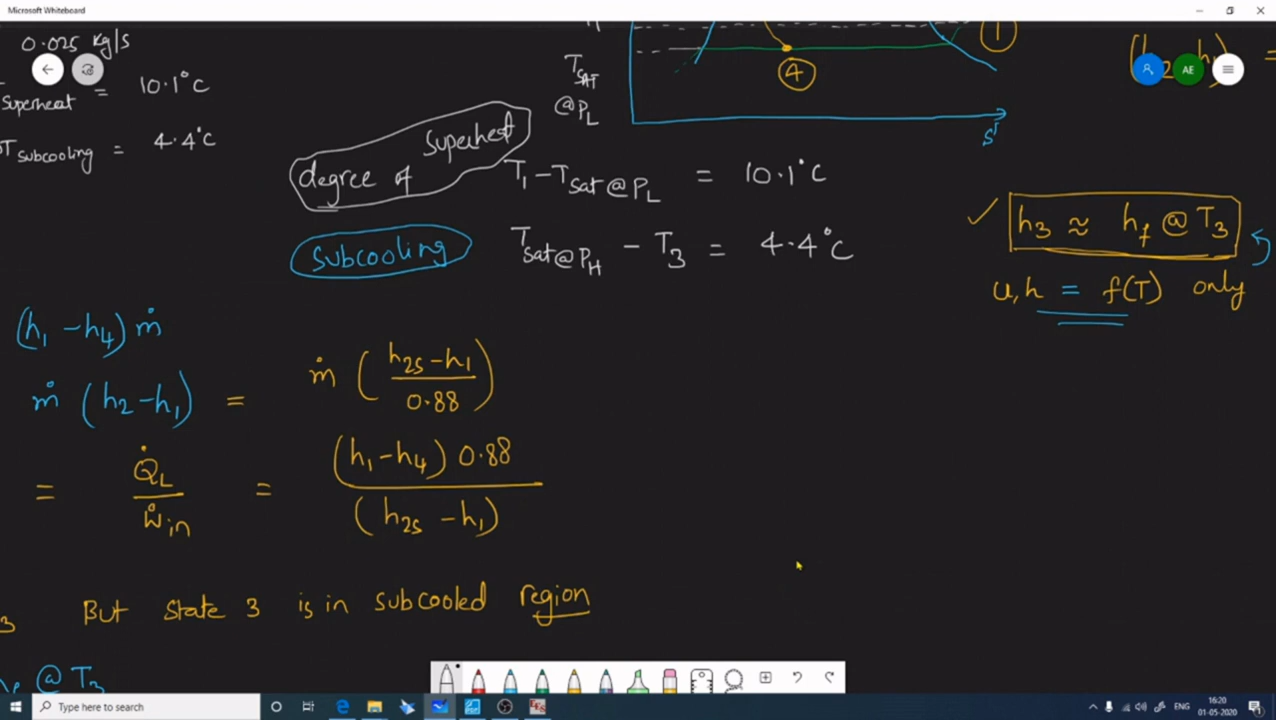 Microsoft Whiteboard
0.025 kg/s
Superheat = 10.1°C
T subcooling = 4.4°C
TSAT
@PL
4
1
S
AE
degree of Superheat T1 - Tsat@PL = 10.1°C
Subcooling Tsat@PH - T3 = 4.4°C
✓ h3 ≈ hf @ T3
u,h = f(T) only
(h1 - h4) ṁ
ṁ (h2 - h1) = ṁ ( h2s - h1 / 0.88 )
= Q̇L / Ẇin = (h1 - h4) 0.88 / (h2s - h1)
3 But State 3 is in subcooled region
@ T3
Type here to search
ENG
16:20
01-05-2020